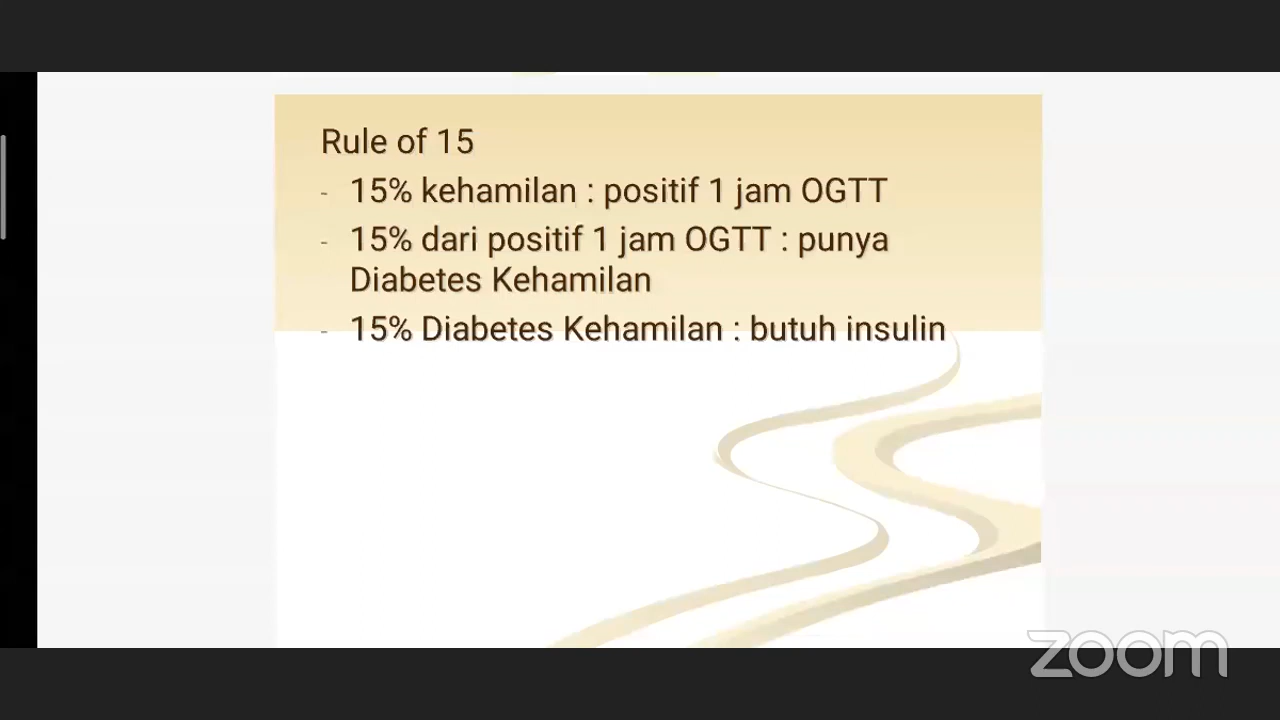 Rule of 15
- 15% kehamilan : positif 1 jam OGTT
- 15% dari positif 1 jam OGTT : punya
Diabetes Kehamilan
- 15% Diabetes Kehamilan : butuh insulin
zoom